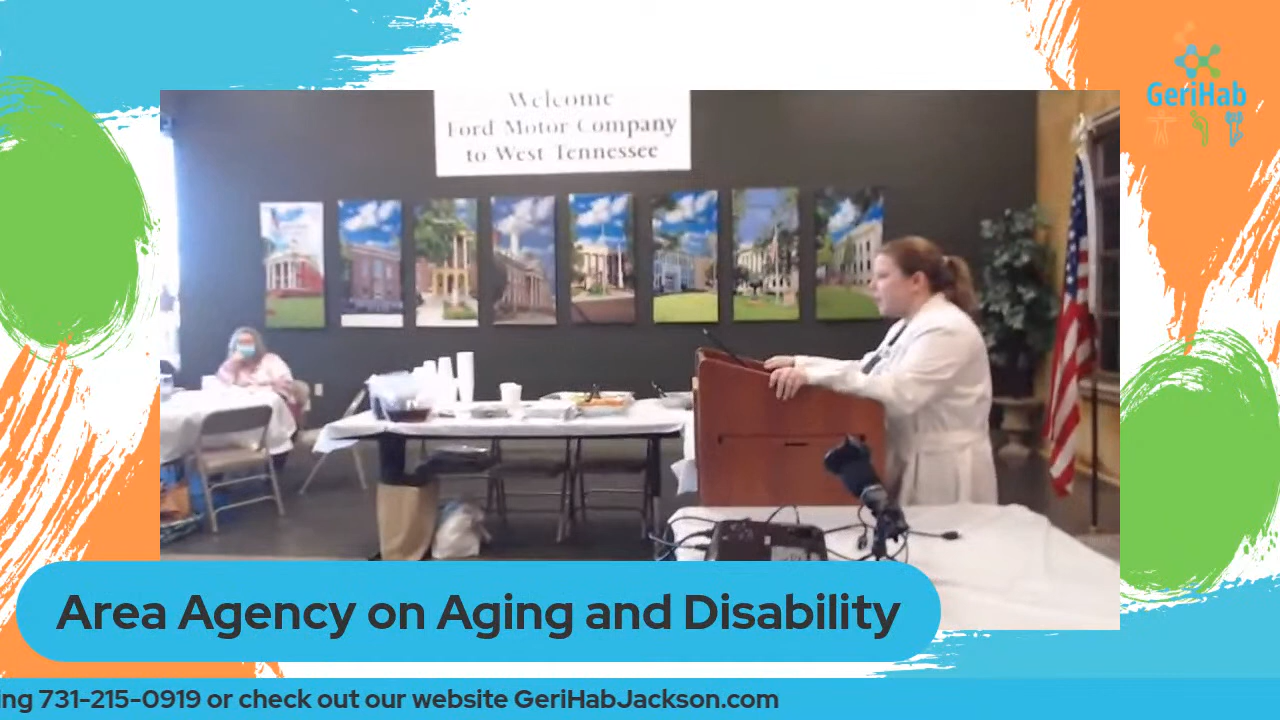 Welcome
Ford Motor Company
to West Tennessee
GeriHab
Area Agency on Aging and Disability
ing 731-215-0919 or check out our website GeriHabJackson.com